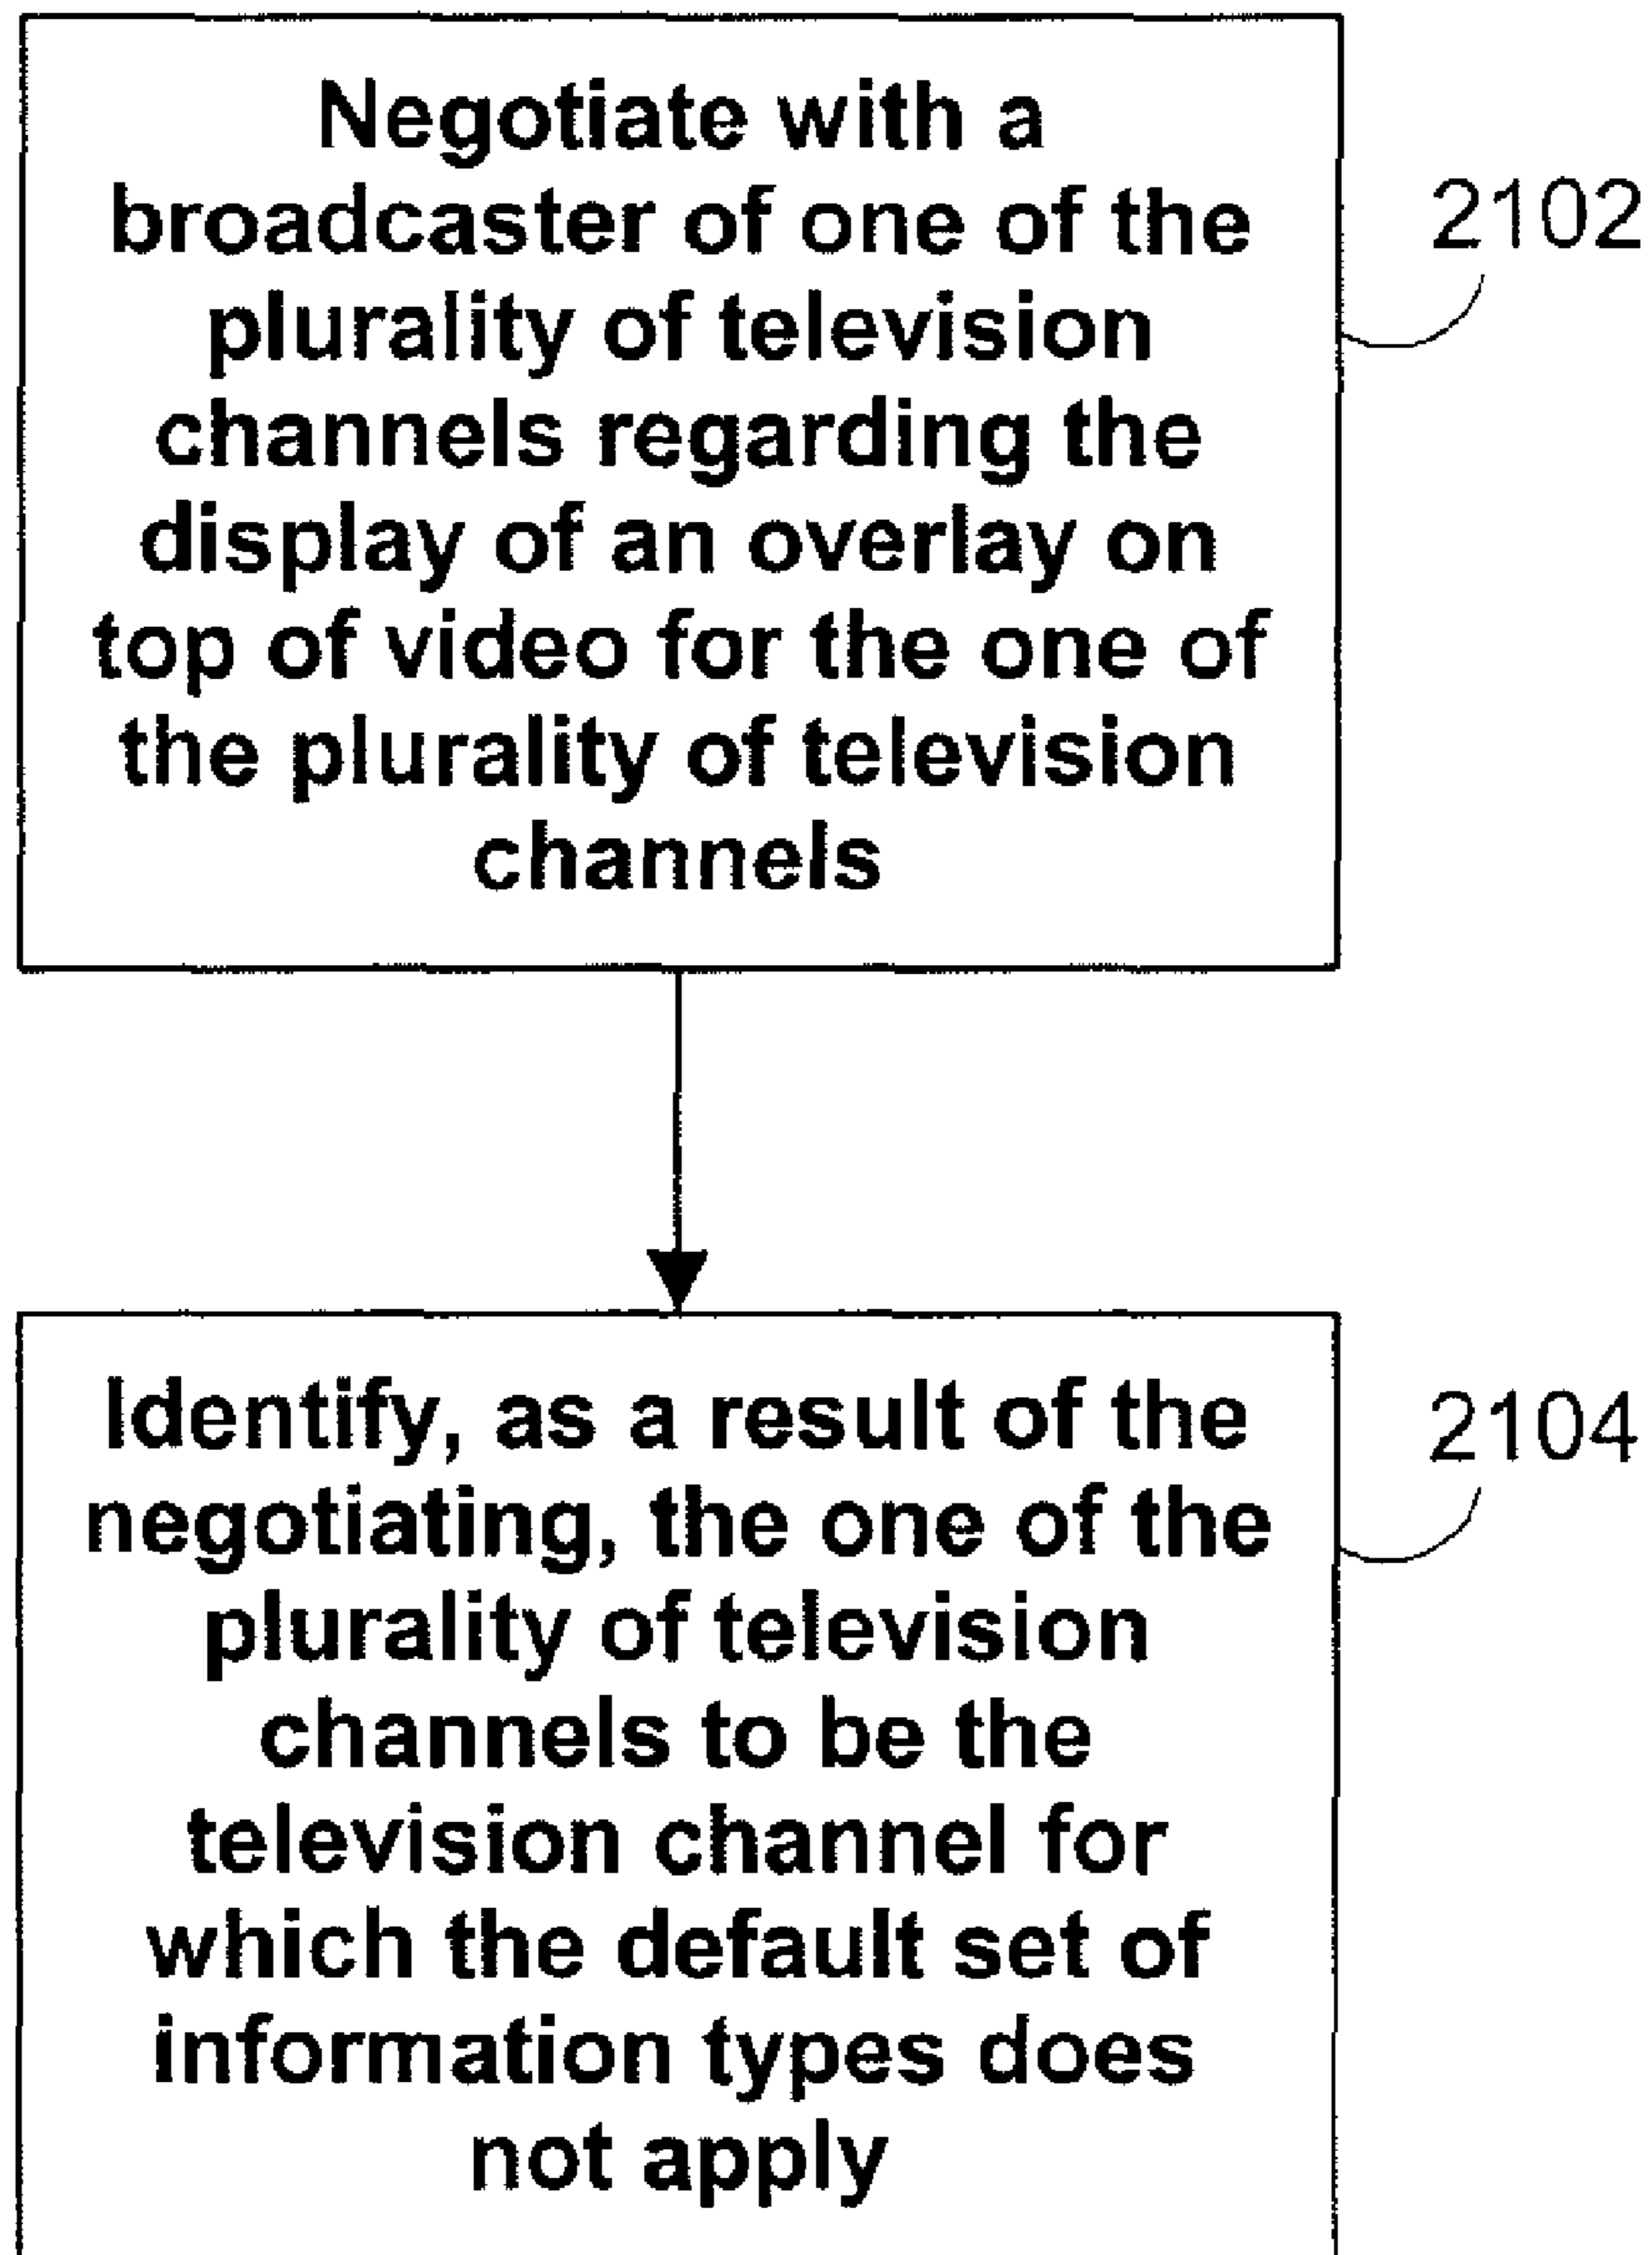 Negotiate with a
broadcaster of one of the
plurality of television
channels regarding the
display of an overlay on
top of video for the one of
the plurality of television
channels
2102
Identify, as a result of the
negotiating, the one of the
plurality of television
channels to be the
television channel for
which the default set of
information types does
not apply
2104